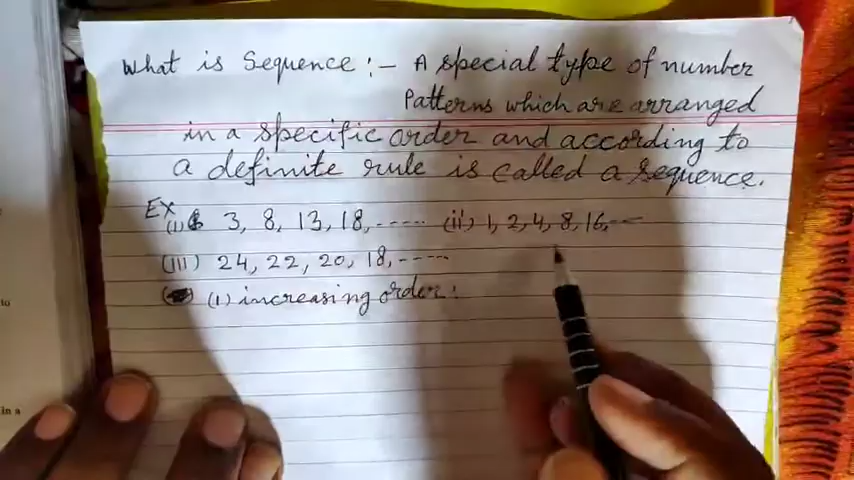 What is Sequence :- A special type of number
Patterns which are arranged
in a specific order and according to
a definite rule is called a sequence.
Ex
(i) 3, 8, 13, 18, ----- (ii) 1, 2, 4, 8, 16, --
(iii) 24, 22, 20, 18, -----
(i) increasing order:
to
in a